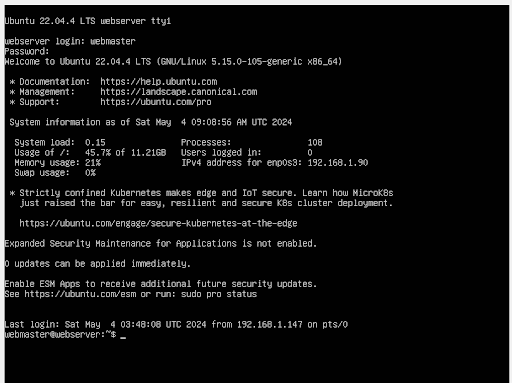 Ubuntu 22.04.4 LTS webserver tty1
webserver login: webmaster
Password:
Welcome to Ubuntu 22.04.4 LTS (GNU/Linux 5.15.0-105-generic x86_64)
* Documentation: https://help.ubuntu.com
* Management: https://landscape.canonical.com
* Support: https://ubuntu.com/pro
System information as of Sat May 4 09:08:56 AM UTC 2024
System load: 0.15 Processes: 108
Usage of /: 45.7% of 11.21GB Users logged in: 0
Memory usage: 21% IPv4 address for enp0s3: 192.168.1.90
Swap usage: 0%
* Strictly confined Kubernetes makes edge and IoT secure. Learn how MicroK8s
just raised the bar for easy, resilient and secure K8s cluster deployment.
https://ubuntu.com/engage/secure-kubernetes-at-the-edge
Expanded Security Maintenance for Applications is not enabled.
0 updates can be applied immediately.
Enable ESM Apps to receive additional future security updates.
See https://ubuntu.com/esm or run: sudo pro status
Last login: Sat May 4 03:48:08 UTC 2024 from 192.168.1.147 on pts/0
webmaster@webserver:~$ _